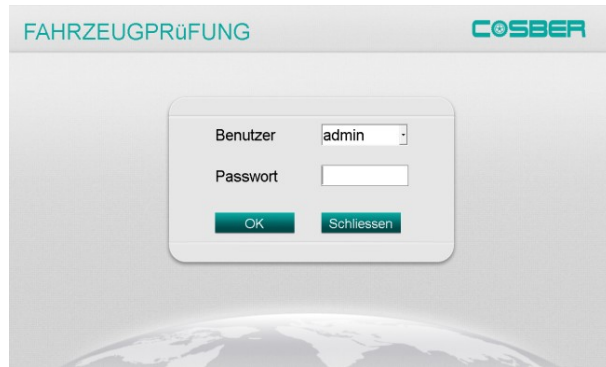 FAHRZEUGPRüFUNG
COSBER
Benutzer admin
Passwort
OK Schliessen